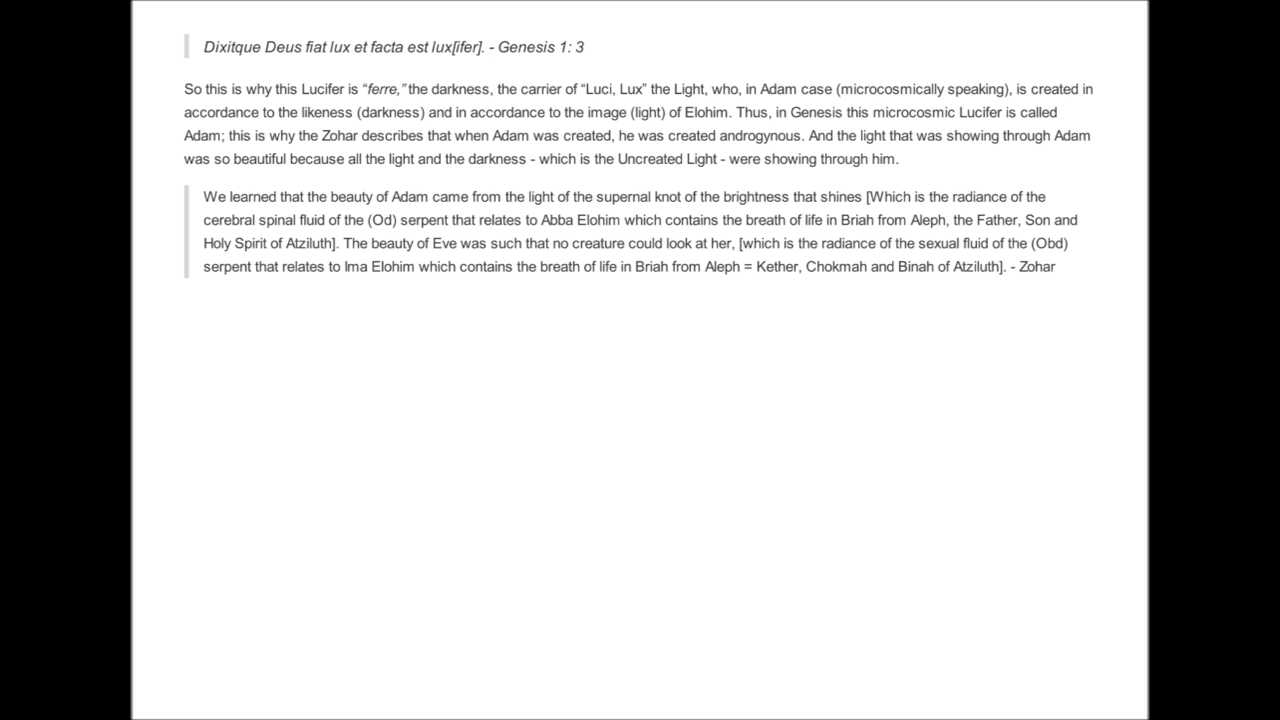 Dixitque Deus fiat lux et facta est lux[ifer]. - Genesis 1: 3
So this is why this Lucifer is “ferre,” the darkness, the carrier of “Luci, Lux” the Light, who, in Adam case (microcosmically speaking), is created in
accordance to the likeness (darkness) and in accordance to the image (light) of Elohim. Thus, in Genesis this microcosmic Lucifer is called
Adam; this is why the Zohar describes that when Adam was created, he was created androgynous. And the light that was showing through Adam
was so beautiful because all the light and the darkness - which is the Uncreated Light - were showing through him.
We learned that the beauty of Adam came from the light of the supernal knot of the brightness that shines [Which is the radiance of the
cerebral spinal fluid of the (Od) serpent that relates to Abba Elohim which contains the breath of life in Briah from Aleph, the Father, Son and
Holy Spirit of Atziluth]. The beauty of Eve was such that no creature could look at her, [which is the radiance of the sexual fluid of the (Obd)
serpent that relates to Ima Elohim which contains the breath of life in Briah from Aleph = Kether, Chokmah and Binah of Atziluth]. - Zohar